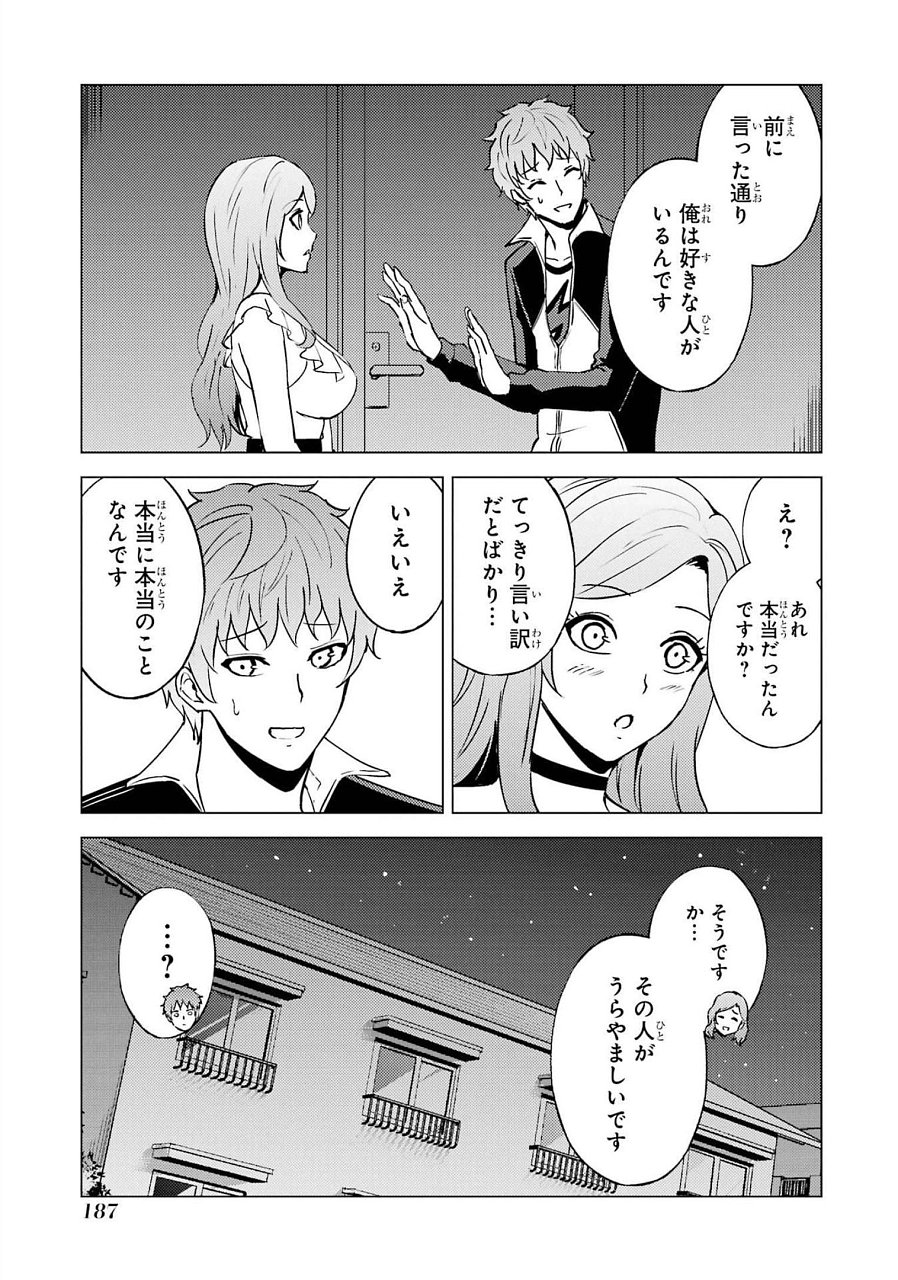 前に
言った通り
俺は好きな人が
いるんです
え?
あれ
本当だったん
ですか?
てっきり言い訳
だとばかり…
いえいえ
本当に本当のこと
なんです
そうです
か…
その人が
うらやましいです
…?
187